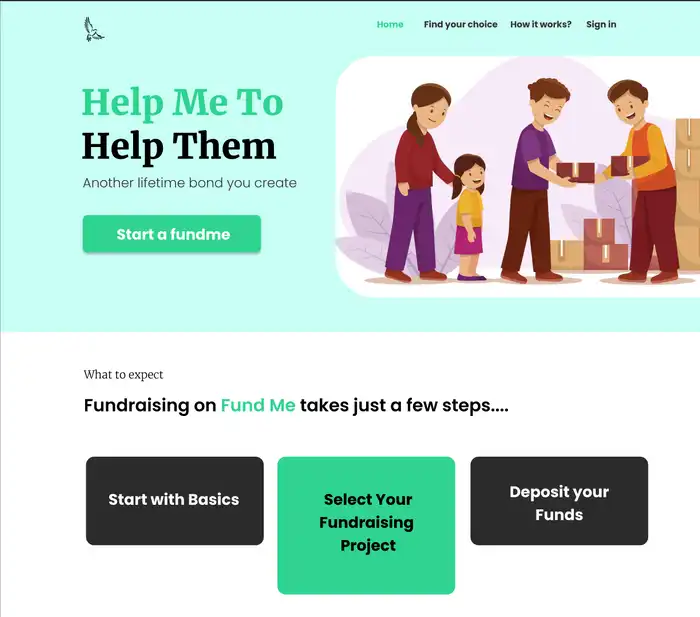 Home Find your choice How it works? Sign in
Help Me To
Help Them
Another lifetime bond you create
Start a fundme
What to expect
Fundraising on Fund Me takes just a few steps....
Start with Basics
Select Your
Fundraising
Project
Deposit your
Funds